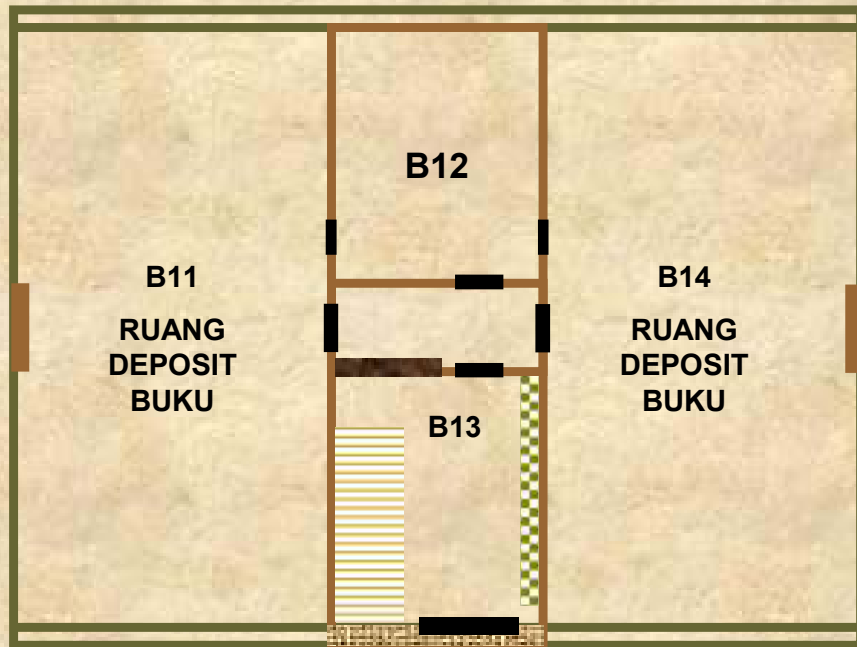 B12
B11
RUANG
DEPOSIT
BUKU
B14
RUANG
DEPOSIT
BUKU
B13